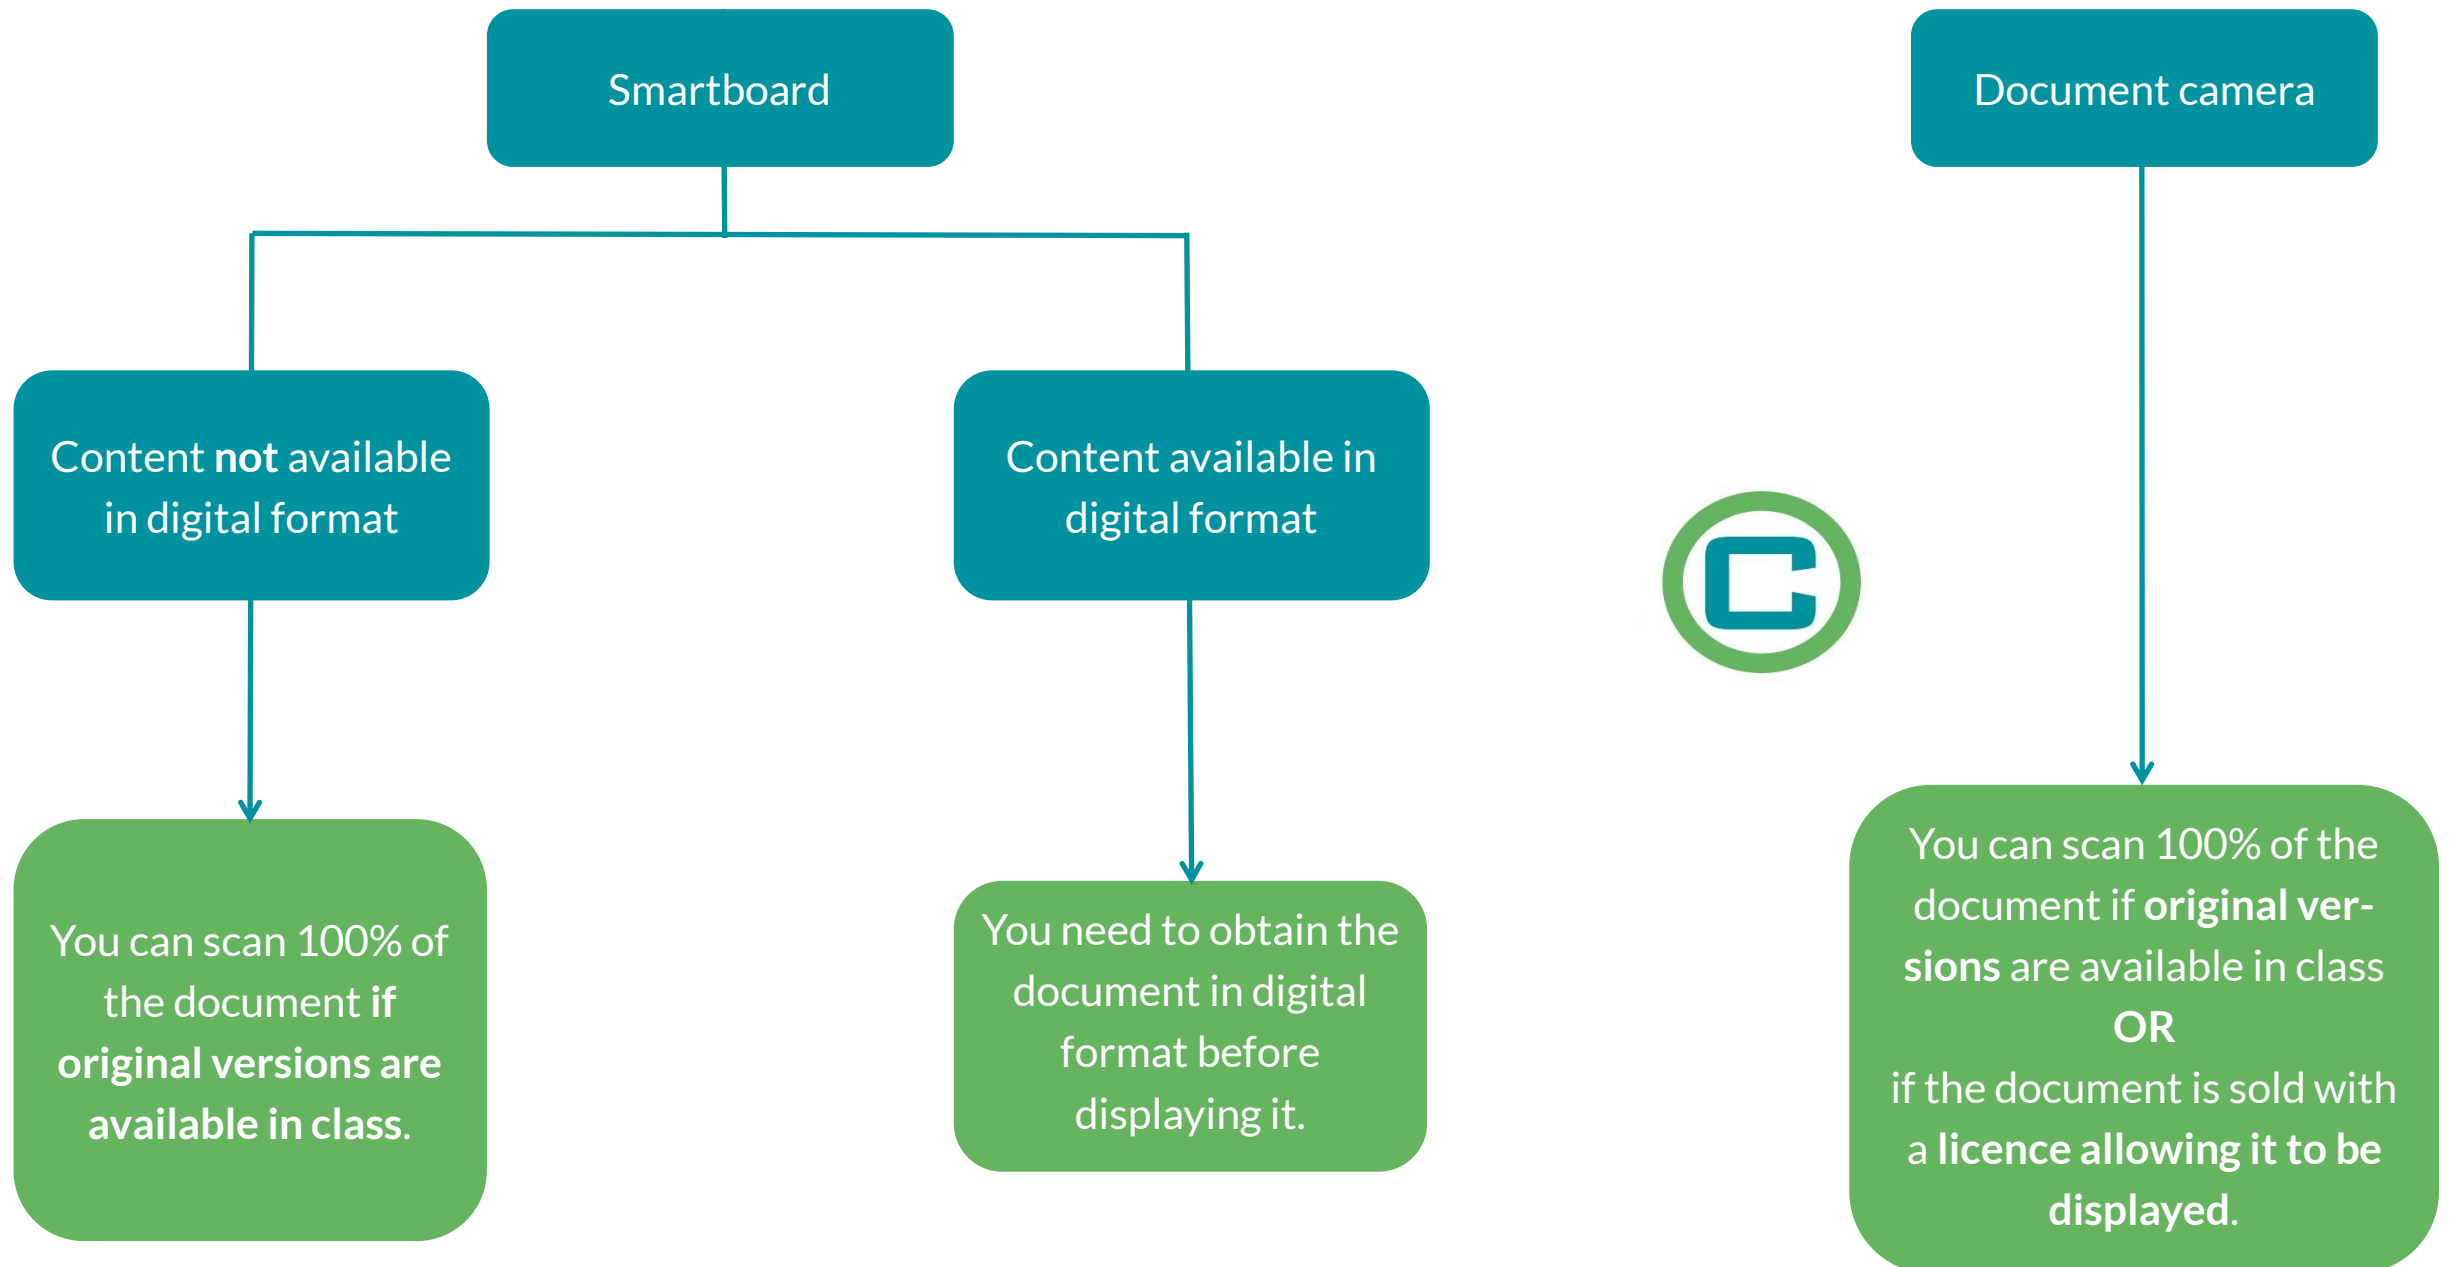 Smartboard
Document camera
Content not available
in digital format
Content available in
digital format
C
You can scan 100% of
the document if
original versions are
available in class.
You need to obtain the
document in digital
format before
displaying it.
You can scan 100% of the
document if original ver-
sions are available in class
OR
if the document is sold with
a licence allowing it to be
displayed.